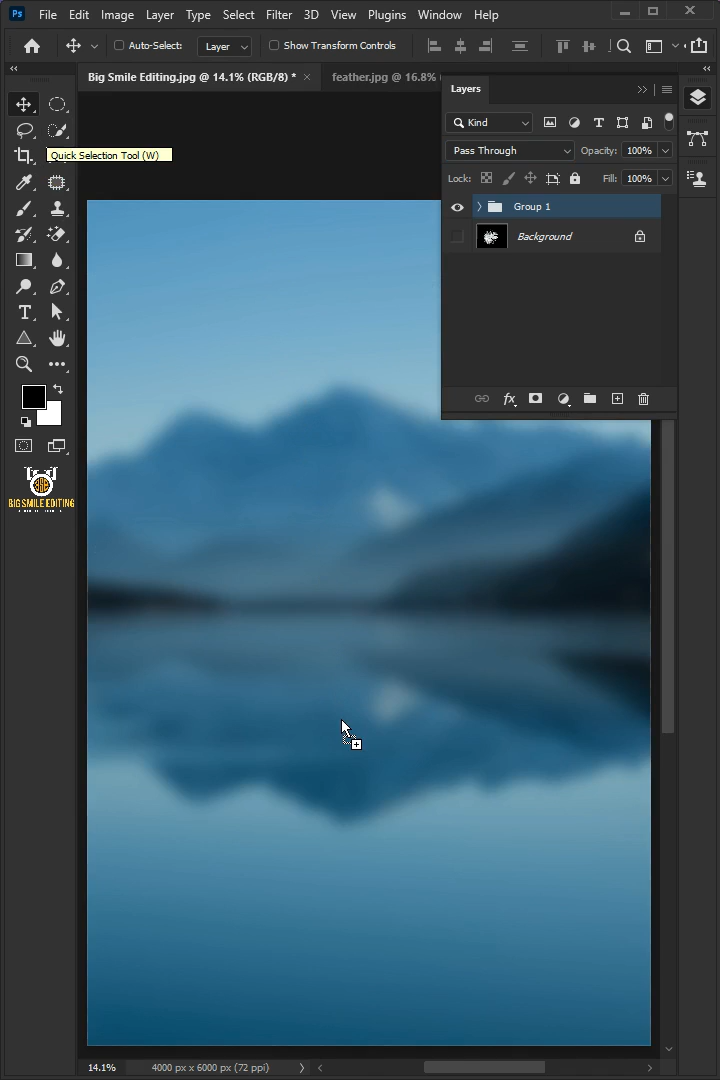 Ps File Edit Image Layer Type Select Filter 3D View Plugins Window Help
Auto-Select: Layer Show Transform Controls
Big Smile Editing.jpg @ 14.1% (RGB/8) * × feather.jpg @ 16.8%
Layers
Kind
Pass Through Opacity: 100%
Quick Selection Tool (W)
Lock: Fill: 100%
Group 1
Background
fx
BIG SMILE EDITING
14.1% 4000 px x 6000 px (72 ppi)